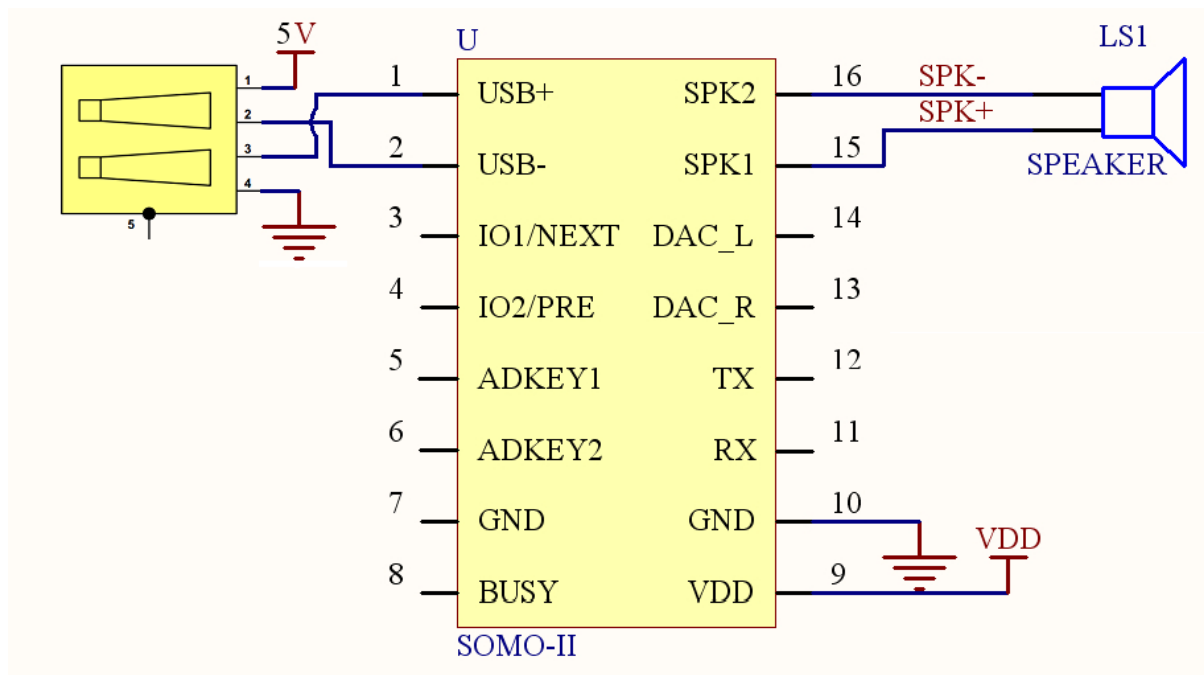 5V
1
2
3
4
5
U
1 USB+
2 USB-
3 IO1/NEXT
4 IO2/PRE
5 ADKEY1
6 ADKEY2
7 GND
8 BUSY
SPK2 16
SPK1 15
DAC_L 14
DAC_R 13
TX 12
RX 11
GND 10
VDD 9
SOMO-II
SPK-
SPK+
LS1
SPEAKER
VDD